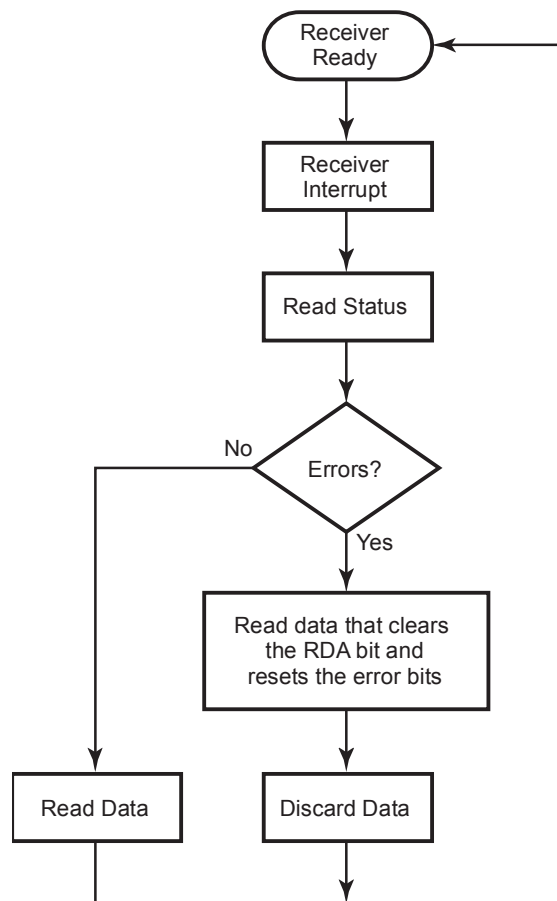 Receiver
Ready
Receiver
Interrupt
Read Status
Errors?
No
Yes
Read data that clears
the RDA bit and
resets the error bits
Read Data
Discard Data